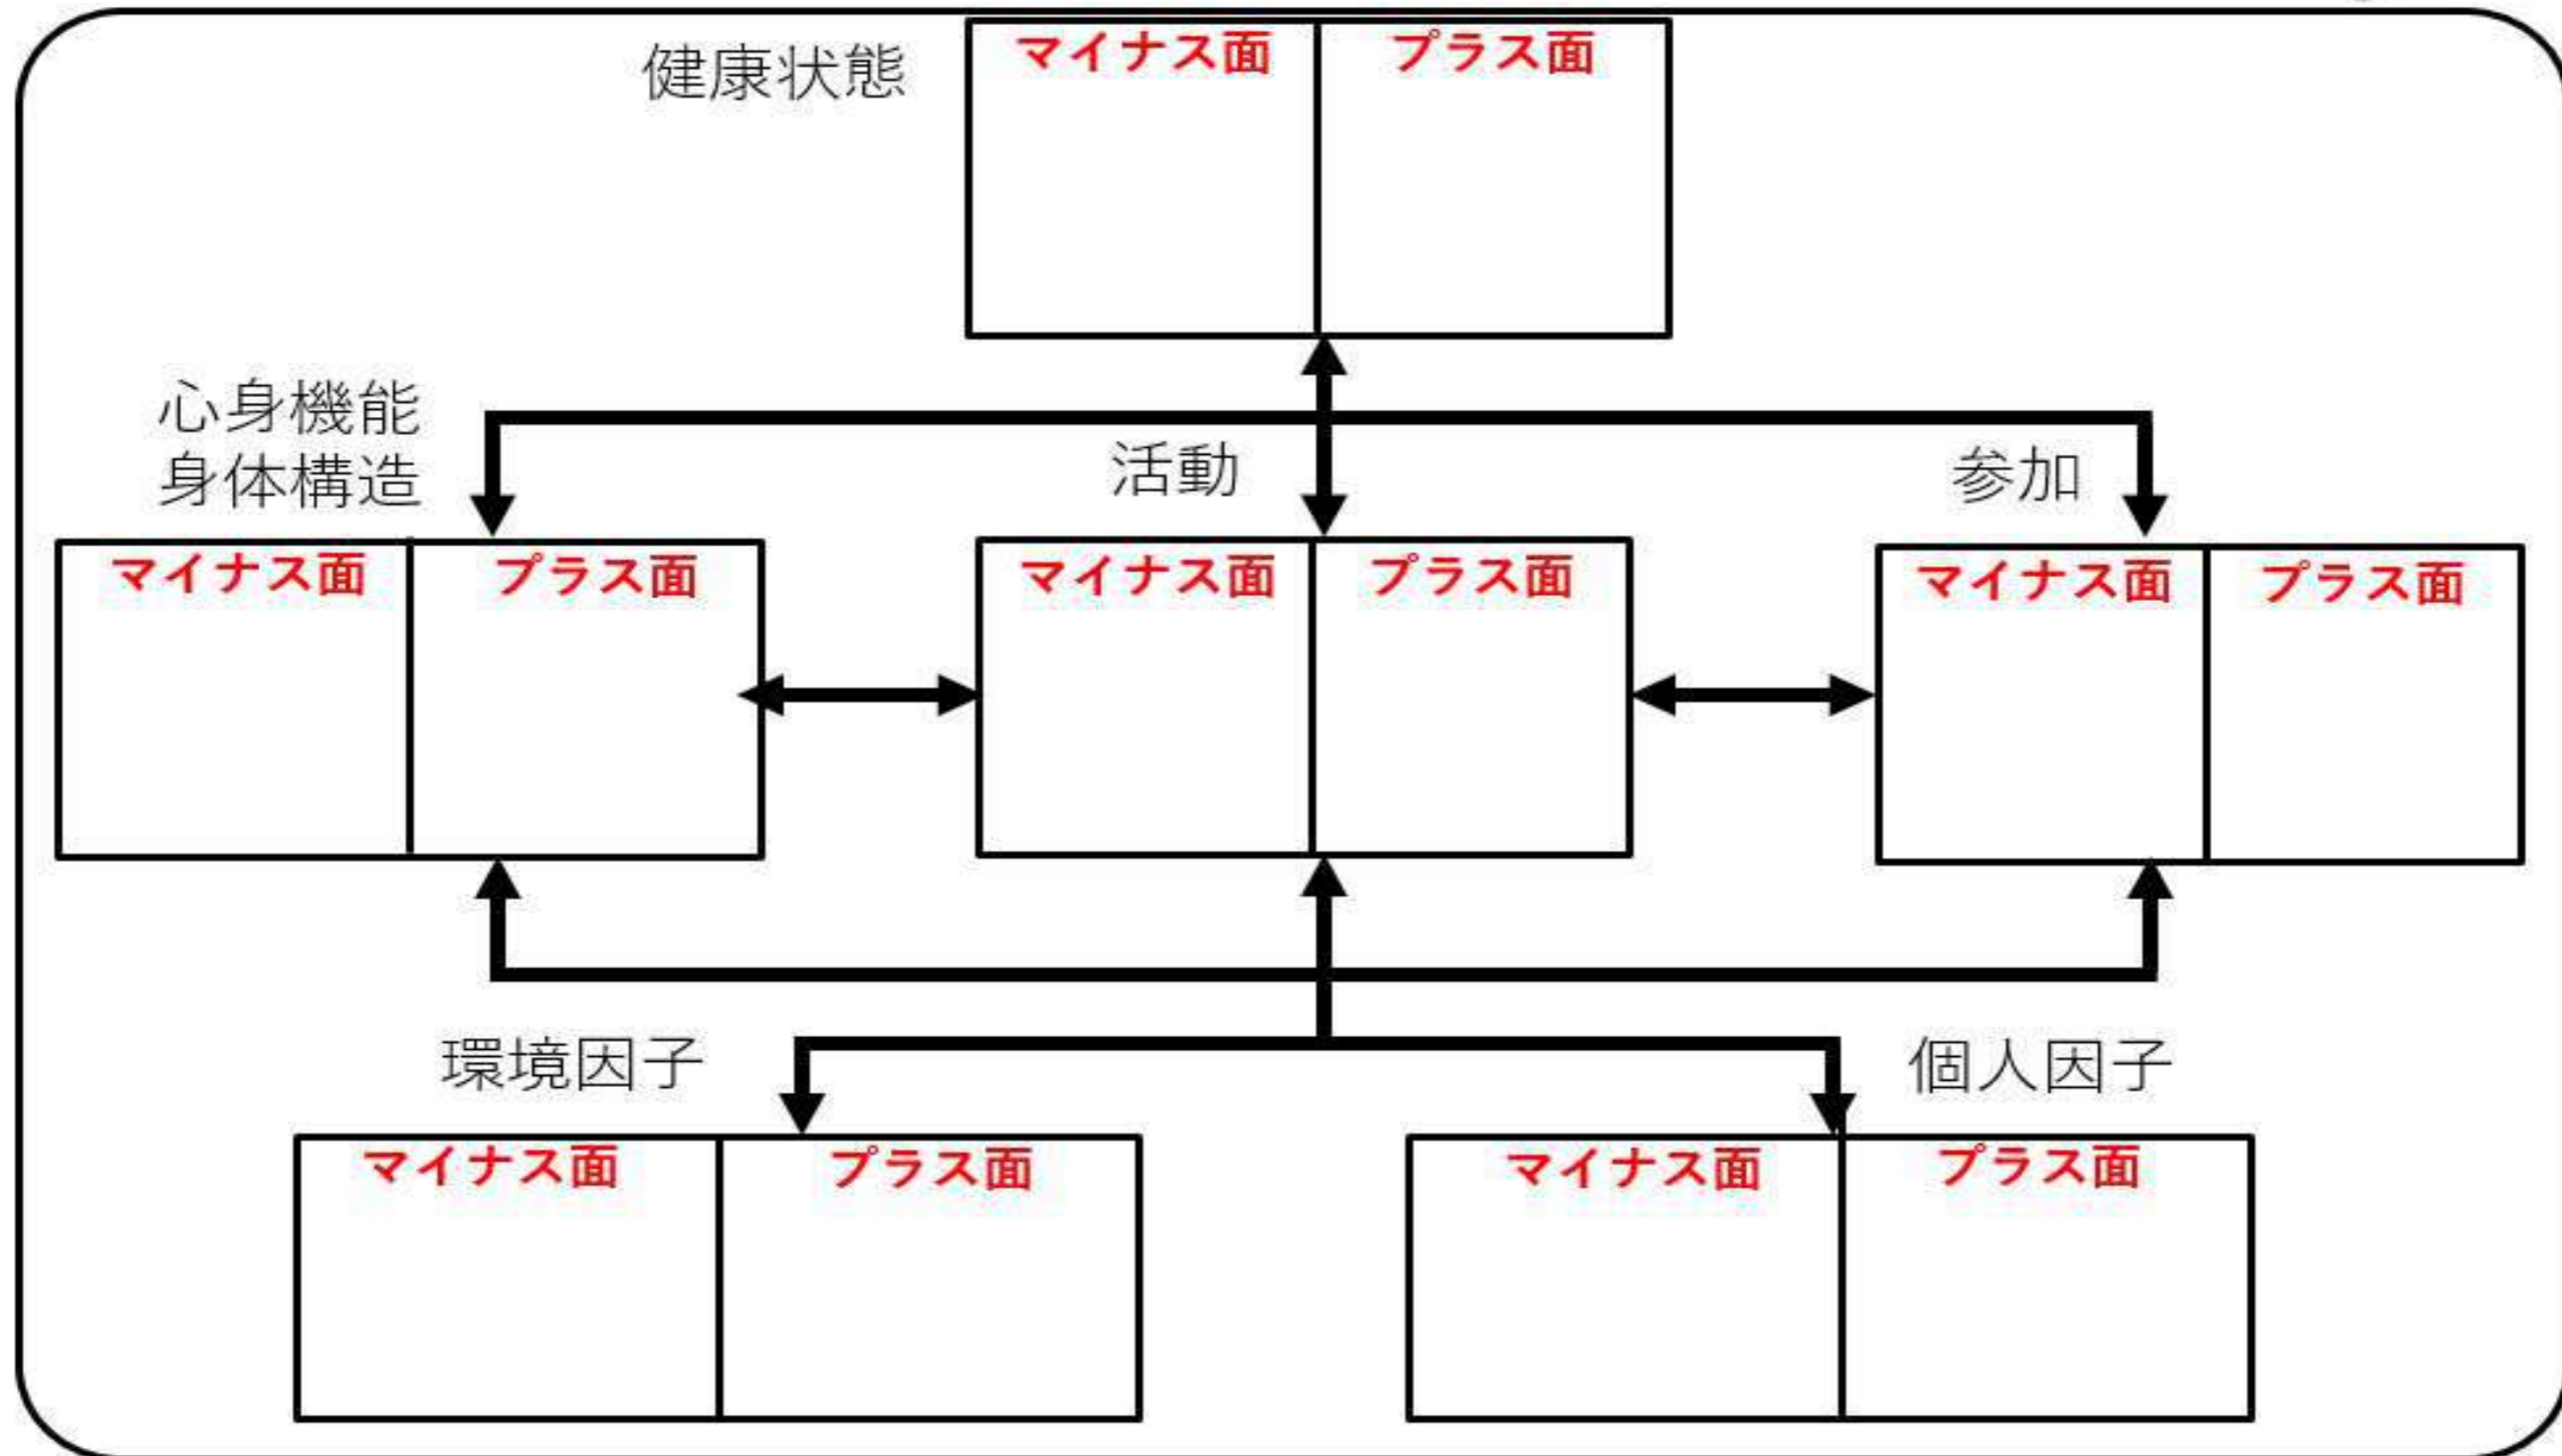 健康状態
マイナス面 プラス面
心身機能
身体構造
活動
参加
マイナス面 プラス面
マイナス面 プラス面
マイナス面 プラス面
環境因子
個人因子
マイナス面 プラス面
マイナス面 プラス面